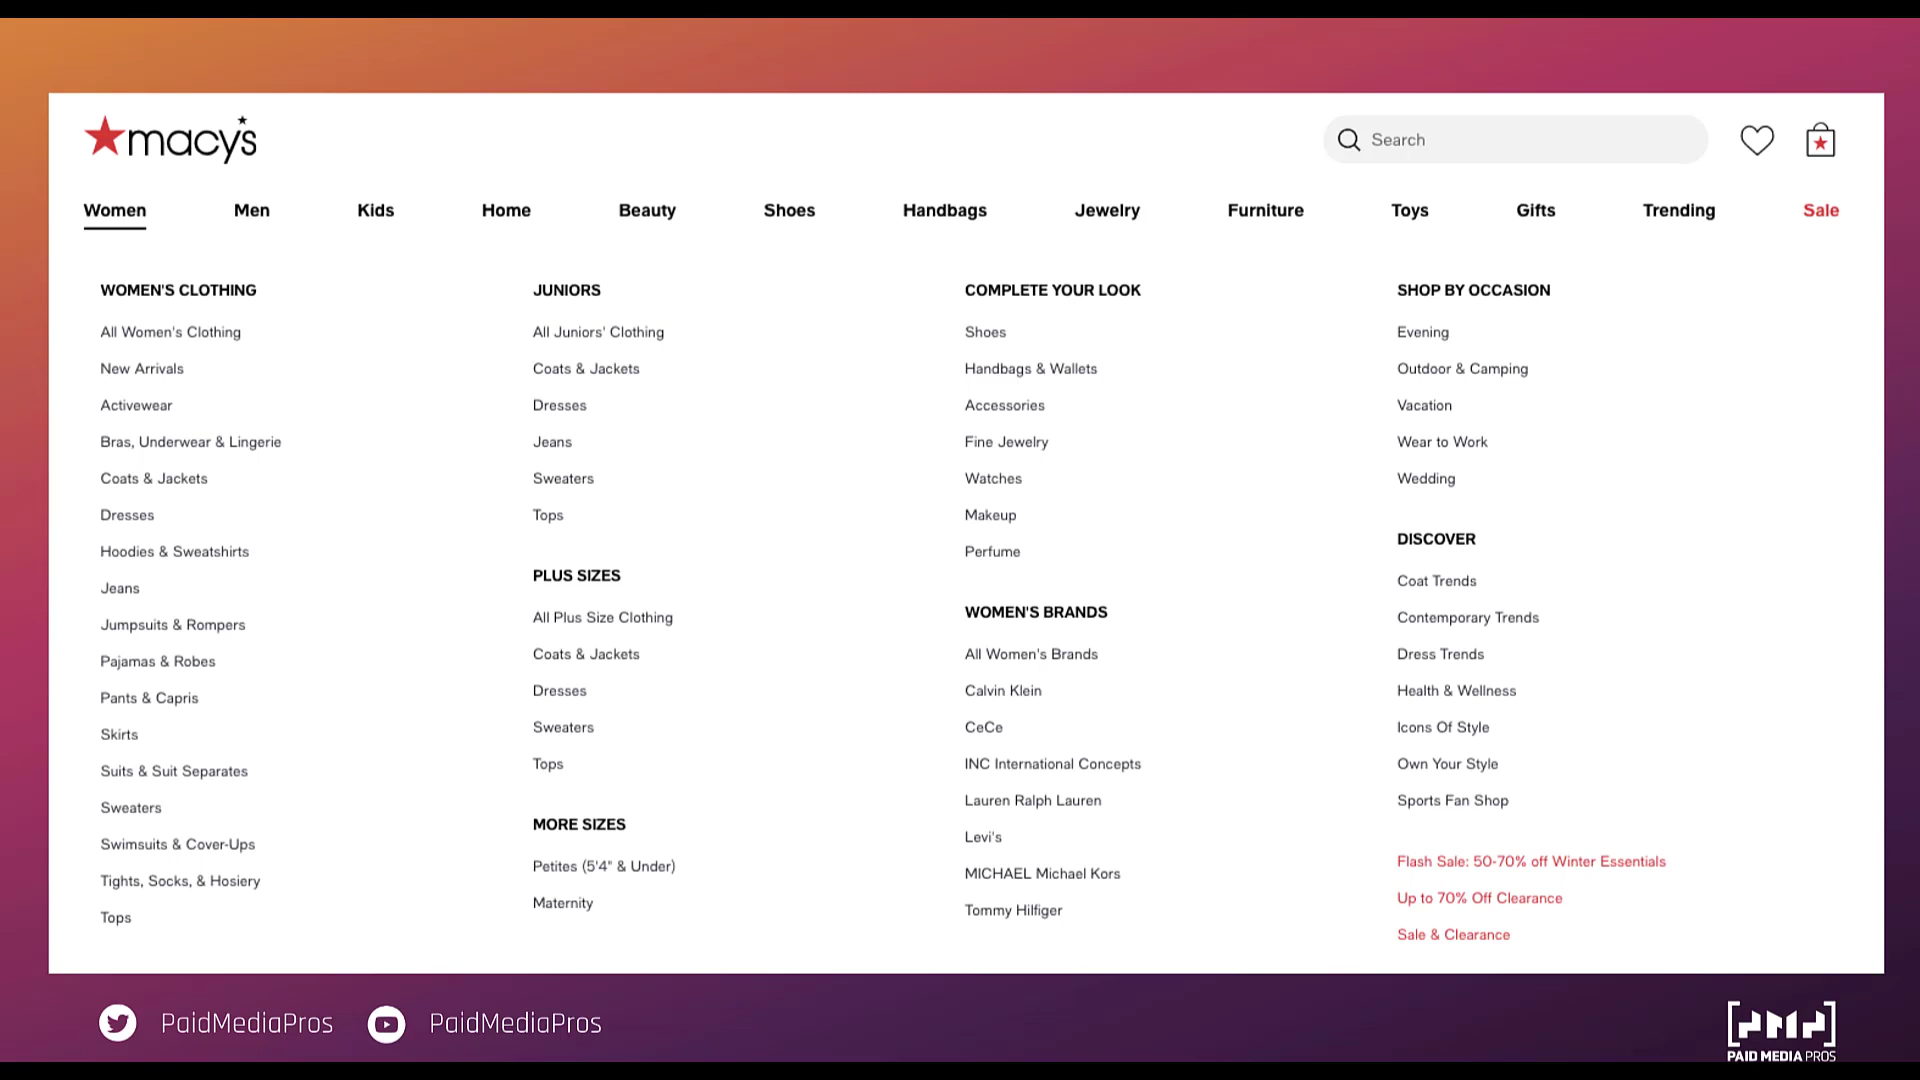 macy's
Search
Women Men Kids Home Beauty Shoes Handbags Jewelry Furniture Toys Gifts Trending Sale
WOMEN'S CLOTHING
All Women's Clothing
New Arrivals
Activewear
Bras, Underwear & Lingerie
Coats & Jackets
Dresses
Hoodies & Sweatshirts
Jeans
Jumpsuits & Rompers
Pajamas & Robes
Pants & Capris
Skirts
Suits & Suit Separates
Sweaters
Swimsuits & Cover-Ups
Tights, Socks, & Hosiery
Tops
JUNIORS
All Juniors' Clothing
Coats & Jackets
Dresses
Jeans
Sweaters
Tops
PLUS SIZES
All Plus Size Clothing
Coats & Jackets
Dresses
Sweaters
Tops
MORE SIZES
Petites (5'4" & Under)
Maternity
COMPLETE YOUR LOOK
Shoes
Handbags & Wallets
Accessories
Fine Jewelry
Watches
Makeup
Perfume
WOMEN'S BRANDS
All Women's Brands
Calvin Klein
CeCe
INC International Concepts
Lauren Ralph Lauren
Levi's
MICHAEL Michael Kors
Tommy Hilfiger
SHOP BY OCCASION
Evening
Outdoor & Camping
Vacation
Wear to Work
Wedding
DISCOVER
Coat Trends
Contemporary Trends
Dress Trends
Health & Wellness
Icons Of Style
Own Your Style
Sports Fan Shop
Flash Sale: 50-70% off Winter Essentials
Up to 70% Off Clearance
Sale & Clearance
PaidMediaPros
PaidMediaPros
PMP
PAID MEDIA PROS